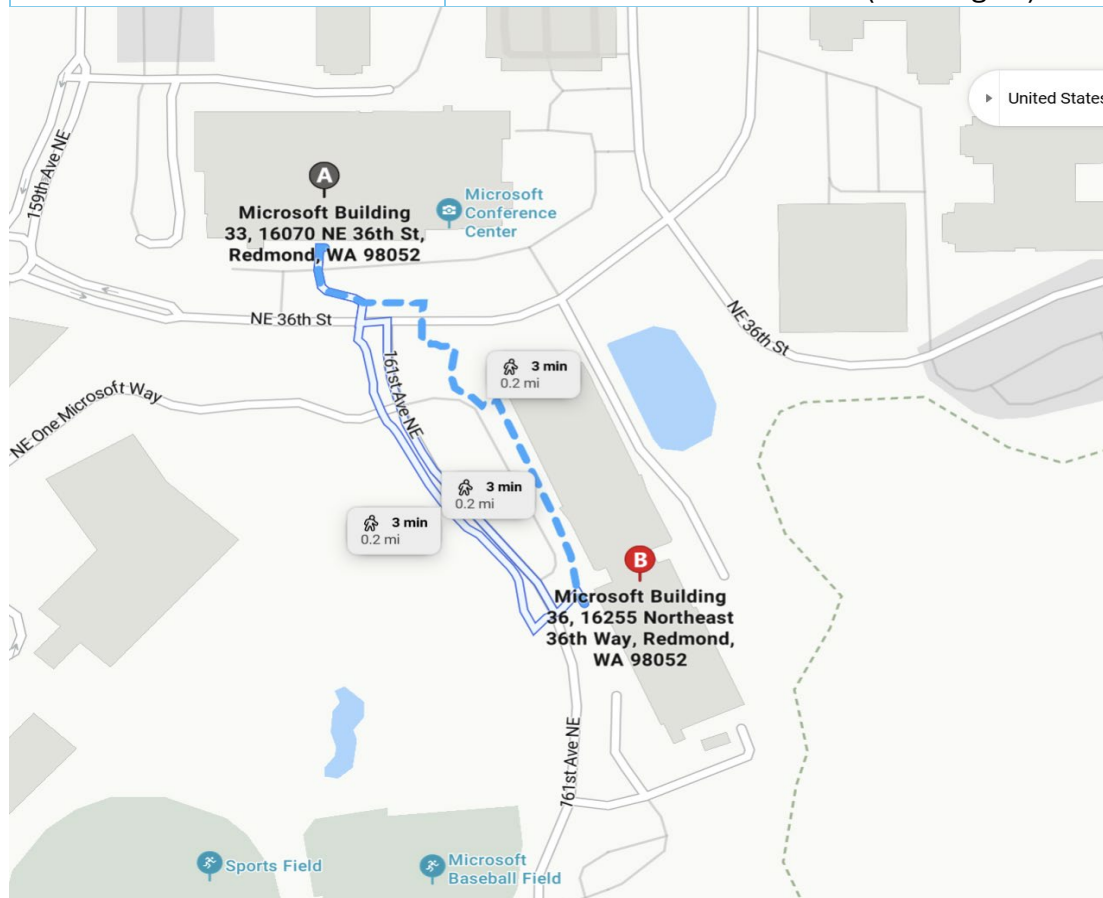 United States
159th Ave NE
A
Microsoft Building
33, 16070 NE 36th St,
Redmond, WA 98052
Microsoft
Conference
Center
NE 36th St
NE 36th St
161st Ave NE
3 min
0.2 mi
NE One Microsoft Way
3 min
0.2 mi
3 min
0.2 mi
B
Microsoft Building
36, 16255 Northeast
36th Way, Redmond,
WA 98052
161st Ave NE
Sports Field
Microsoft
Baseball Field